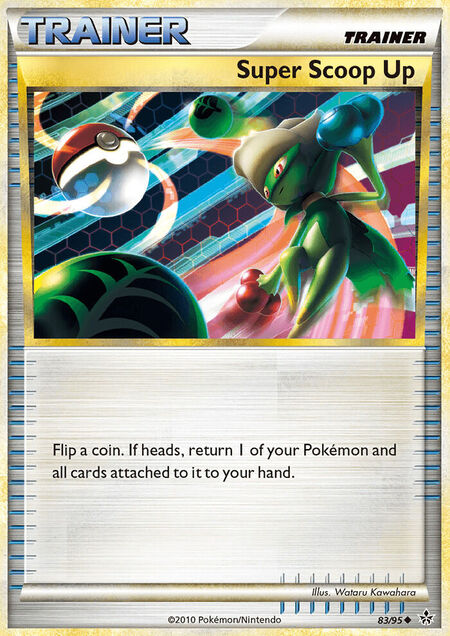 TRAINER
TRAINER
Super Scoop Up
Flip a coin. If heads, return 1 of your Pokémon and
all cards attached to it to your hand.
Illus. Wataru Kawahara
©2010 Pokémon/Nintendo
83/95